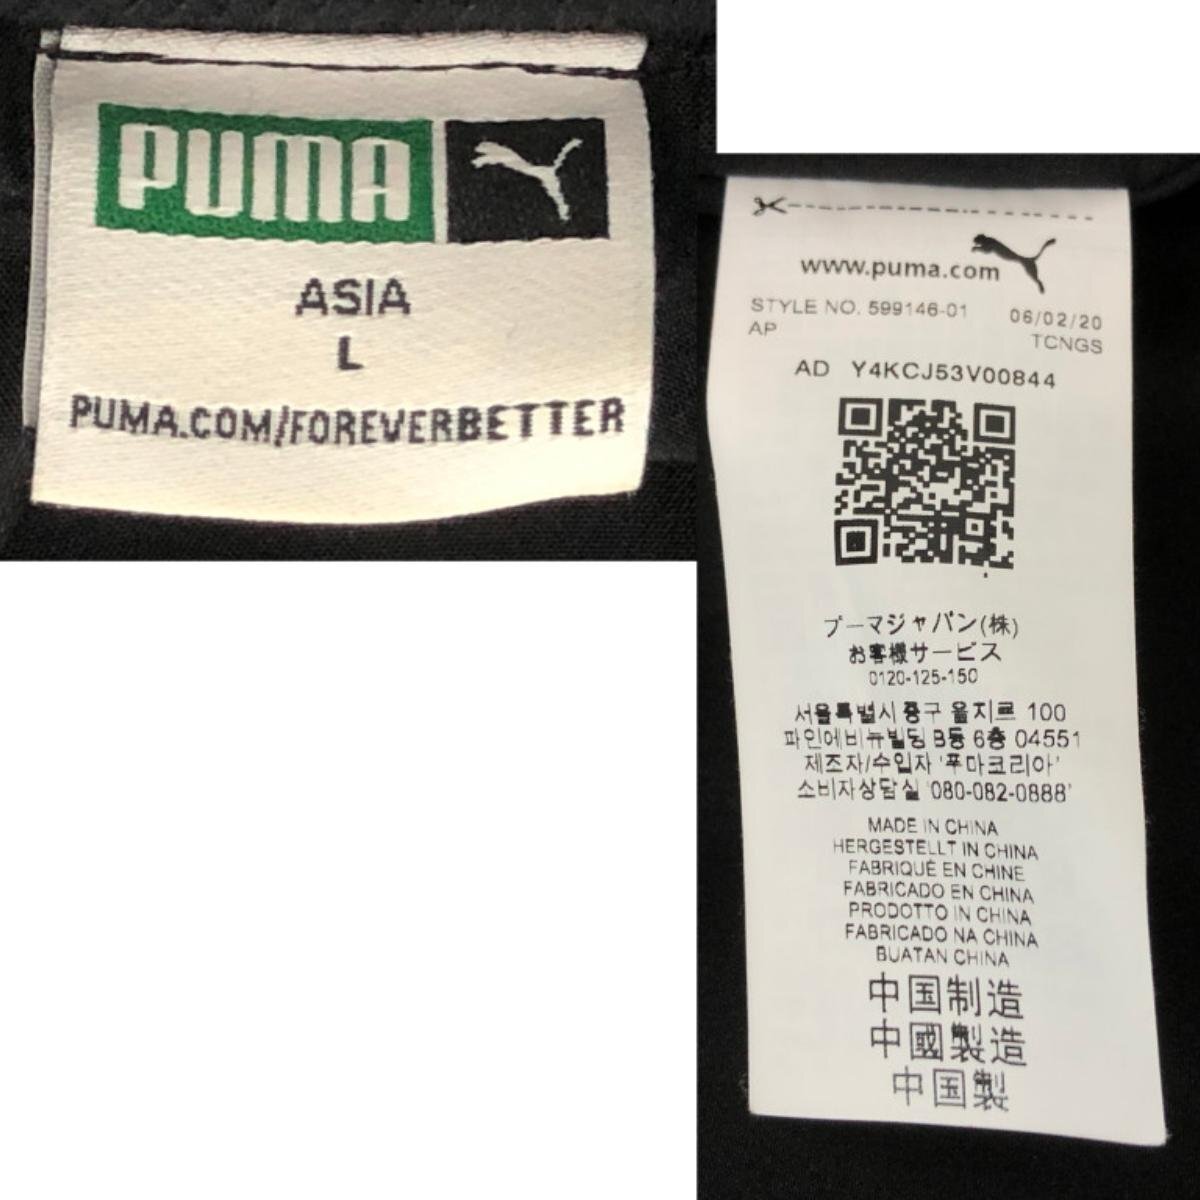 PUMA
ASIA
L
PUMA.COM/FOREVERBETTER
www.puma.com
STYLE NO. 599146-01 06/02/20
AP TCNGS
AD Y4KCJ53V00844
プーマジャパン(株)
お客様サービス
0120-125-150
서울특별시 중구 을지르 100
파인에비뉴빌딩 B동 6층 04551
제조자/수입자 '푸마코리아'
소비자상담실 '080-082-0888'
MADE IN CHINA
HERGESTELLT IN CHINA
FABRIQUÉ EN CHINE
FABRICADO EN CHINA
PRODOTTO IN CHINA
FABRICADO NA CHINA
BUATAN CHINA
中国制造
中國製造
中国製